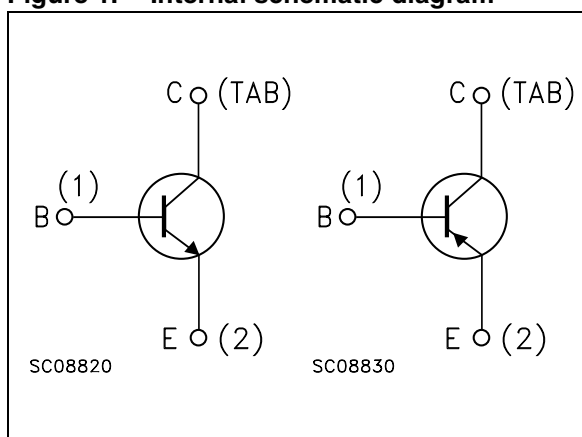 Figure 1. Internal schematic diagram
C (TAB) C (TAB)
(1) (1)
B B
E (2) E (2)
SC08820 SC08830